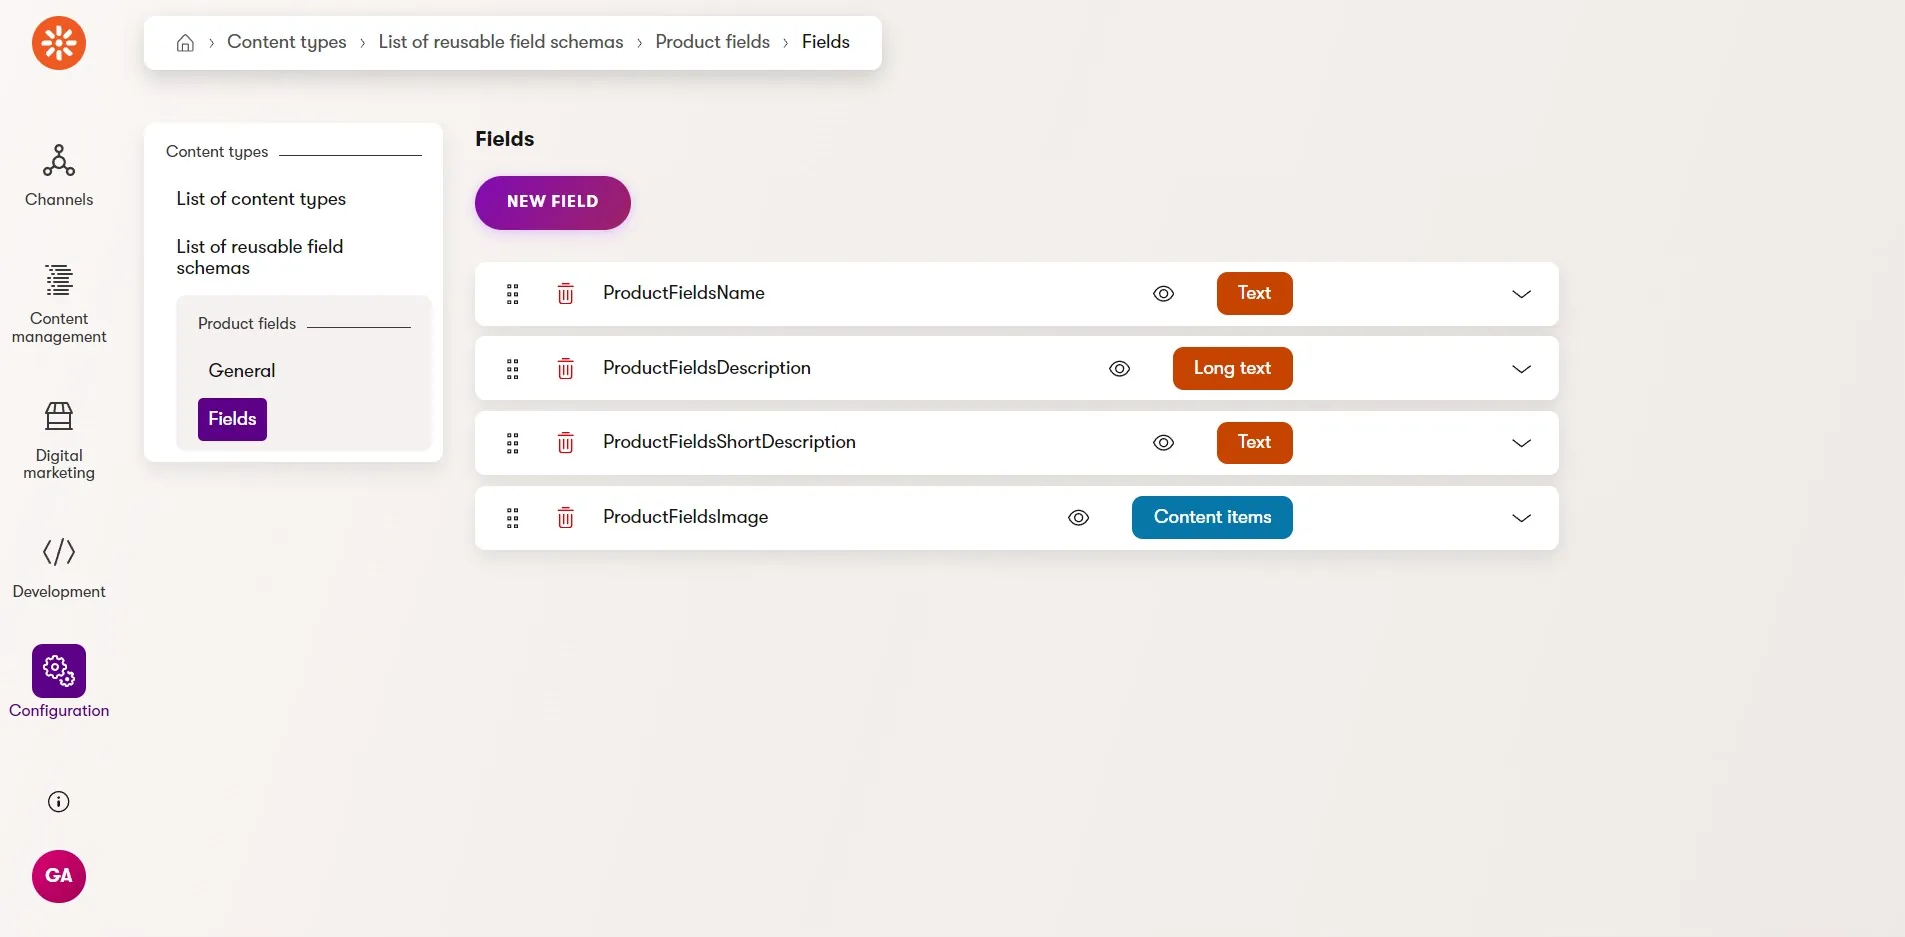 Content types
List of reusable field schemas
Product fields
Fields
Channels
Content
management
Digital
marketing
Development
Configuration
GA
Content types
List of content types
List of reusable field
schemas
Product fields
General
Fields
Fields
NEW FIELD
ProductFieldsName Text
ProductFieldsDescription Long text
ProductFieldsShortDescription Text
ProductFieldsImage Content items